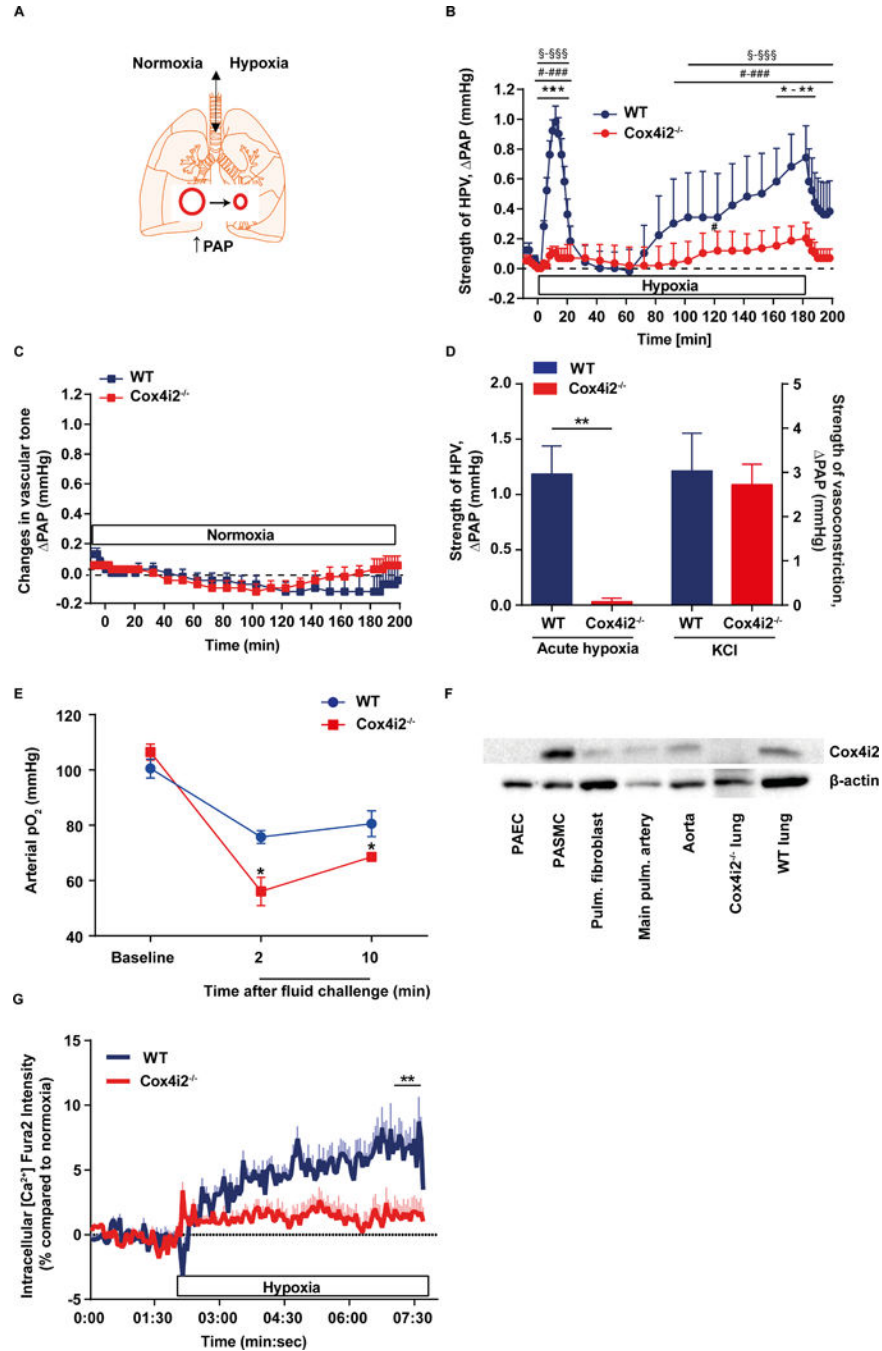 A
Normoxia Hypoxia
↑PAP
B
§-§§§ §-§§§
#-### #-###
*** * - **
WT
Cox4i2-/-
Strength of HPV, ΔPAP (mmHg)
1.2
1.0
0.8
0.6
0.4
0.2
0.0
-0.2
#
Hypoxia
0 20 40 60 80 100 120 140 160 180 200
Time [min]
C
WT
Cox4i2-/-
Changes in vascular tone
ΔPAP (mmHg)
1.2
1.0
0.8
0.6
0.4
0.2
0.0
-0.2
Normoxia
0 20 40 60 80 100 120 140 160 180 200
Time (min)
D
WT
Cox4i2-/-
Strength of HPV,
ΔPAP (mmHg)
2.0
1.5
1.0
0.5
0.0
**
5
4
3
2
1
0
Strength of vasoconstriction,
ΔPAP (mmHg)
WT Cox4i2-/- WT Cox4i2-/-
Acute hypoxia KCl
E
WT
Cox4i2-/-
Arterial pO2 (mmHg)
120
100
80
60
40
*
*
Baseline 2 10
Time after fluid challenge (min)
F
Cox4i2
β-actin
PAEC
PASMC
Pulm. fibroblast
Main pulm. artery
Aorta
Cox4i2-/- lung
WT lung
G
WT
Cox4i2-/-
Intracellular [Ca2+] Fura2 Intensity
(% compared to normoxia)
15
10
5
0
-5
**
Hypoxia
0:00 01:30 03:00 04:30 06:00 07:30
Time (min:sec)